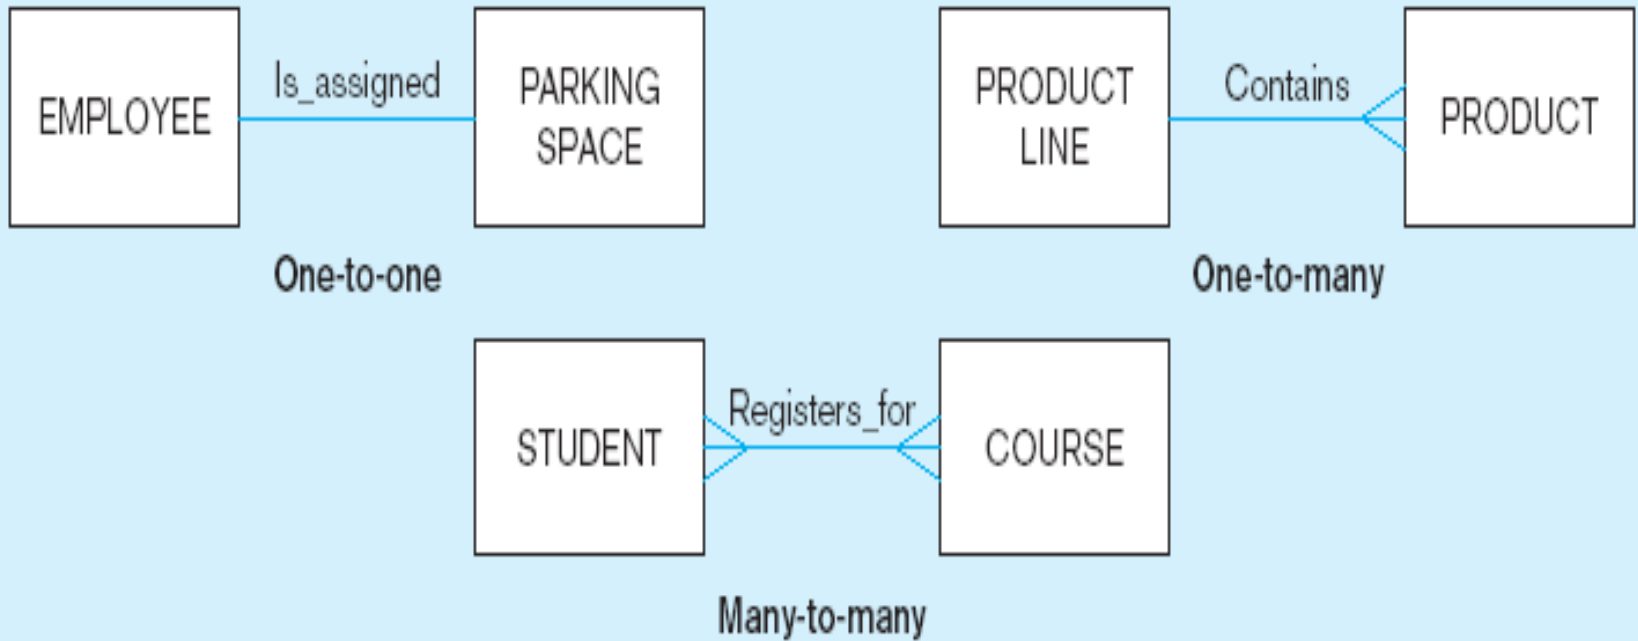 EMPLOYEE
Is_assigned
PARKING
SPACE
One-to-one
PRODUCT
LINE
Contains
PRODUCT
One-to-many
STUDENT
Registers_for
COURSE
Many-to-many